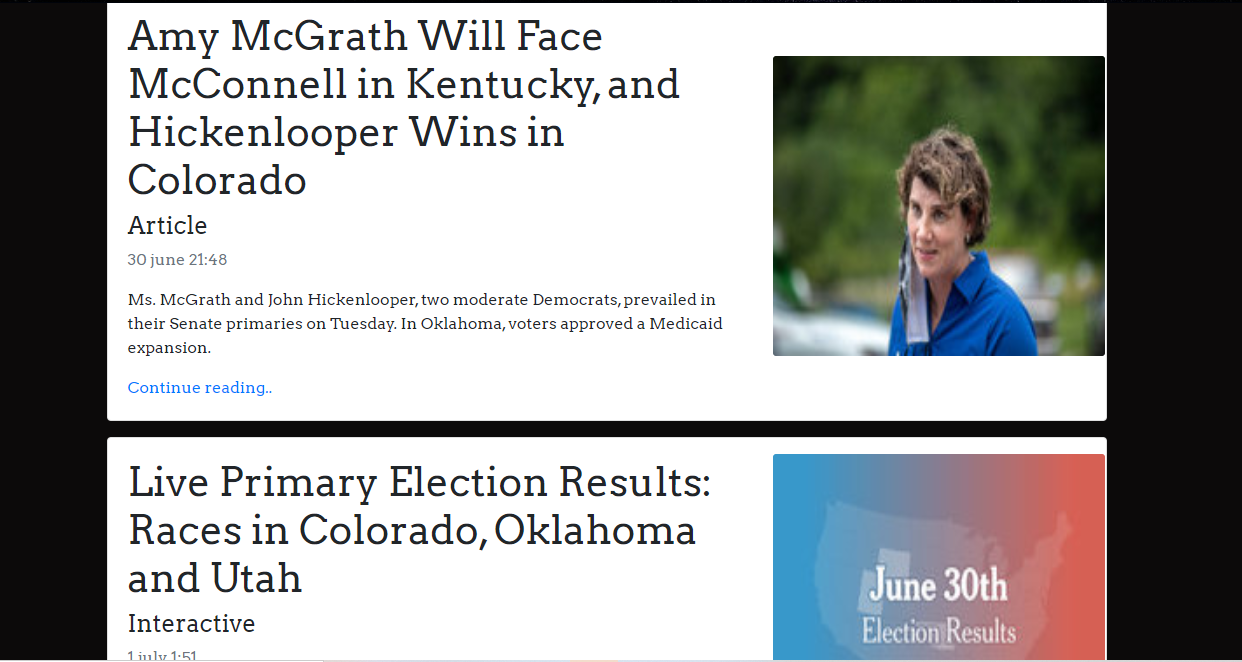 Amy McGrath Will Face
McConnell in Kentucky, and
Hickenlooper Wins in
Colorado
Article
30 june 21:48
Ms. McGrath and John Hickenlooper, two moderate Democrats, prevailed in
their Senate primaries on Tuesday. In Oklahoma, voters approved a Medicaid
expansion.
Continue reading..
Live Primary Election Results:
Races in Colorado, Oklahoma
and Utah
Interactive
1 july 1:51
June 30th
Election Results